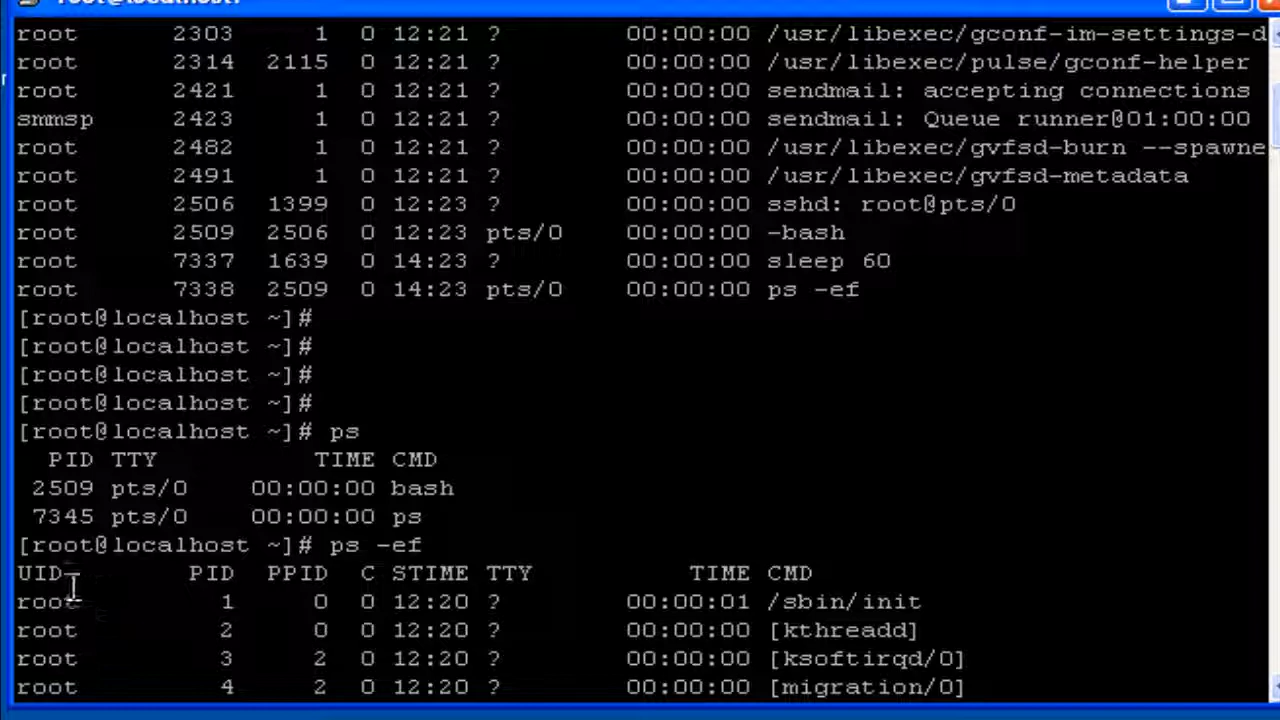 root 2303 1 0 12:21 ? 00:00:00 /usr/libexec/gconf-im-settings-d
root 2314 2115 0 12:21 ? 00:00:00 /usr/libexec/pulse/gconf-helper
root 2421 1 0 12:21 ? 00:00:00 sendmail: accepting connections
smmsp 2423 1 0 12:21 ? 00:00:00 sendmail: Queue runner@01:00:00
root 2482 1 0 12:21 ? 00:00:00 /usr/libexec/gvfsd-burn --spawne
root 2491 1 0 12:21 ? 00:00:00 /usr/libexec/gvfsd-metadata
root 2506 1399 0 12:23 ? 00:00:00 sshd: root@pts/0
root 2509 2506 0 12:23 pts/0 00:00:00 -bash
root 7337 1639 0 14:23 ? 00:00:00 sleep 60
root 7338 2509 0 14:23 pts/0 00:00:00 ps -ef
[root@localhost ~]#
[root@localhost ~]#
[root@localhost ~]#
[root@localhost ~]#
[root@localhost ~]# ps
PID TTY TIME CMD
2509 pts/0 00:00:00 bash
7345 pts/0 00:00:00 ps
[root@localhost ~]# ps -ef
UID PID PPID C STIME TTY TIME CMD
root 1 0 0 12:20 ? 00:00:01 /sbin/init
root 2 0 0 12:20 ? 00:00:00 [kthreadd]
root 3 2 0 12:20 ? 00:00:00 [ksoftirqd/0]
root 4 2 0 12:20 ? 00:00:00 [migration/0]